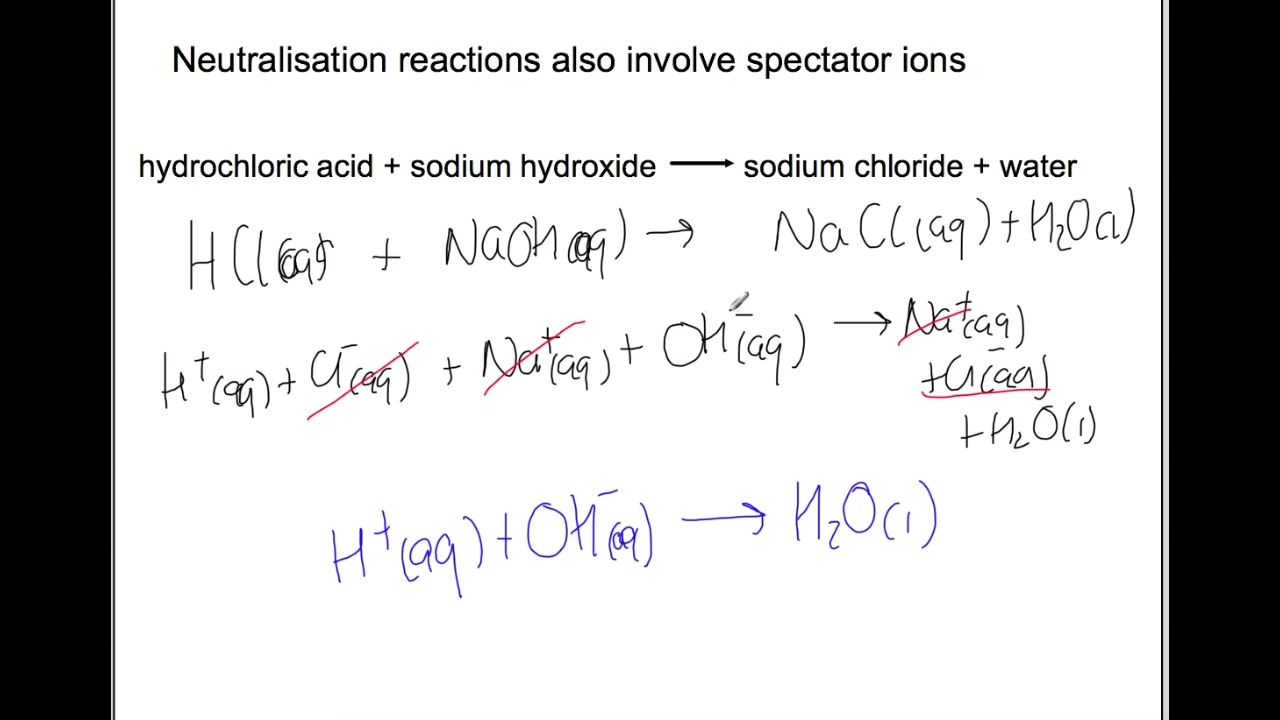 Neutralisation reactions also involve spectator ions
hydrochloric acid + sodium hydroxide ⟶ sodium chloride + water
HCl(aq) + NaOH(aq) → NaCl(aq) + H₂O(l)
H⁺(aq) + Cl⁻(aq) + Na⁺(aq) + OH⁻(aq) → Na⁺(aq)
+Cl⁻(aq)
+H₂O(l)
H⁺(aq) + OH⁻(aq) ⟶ H₂O(l)